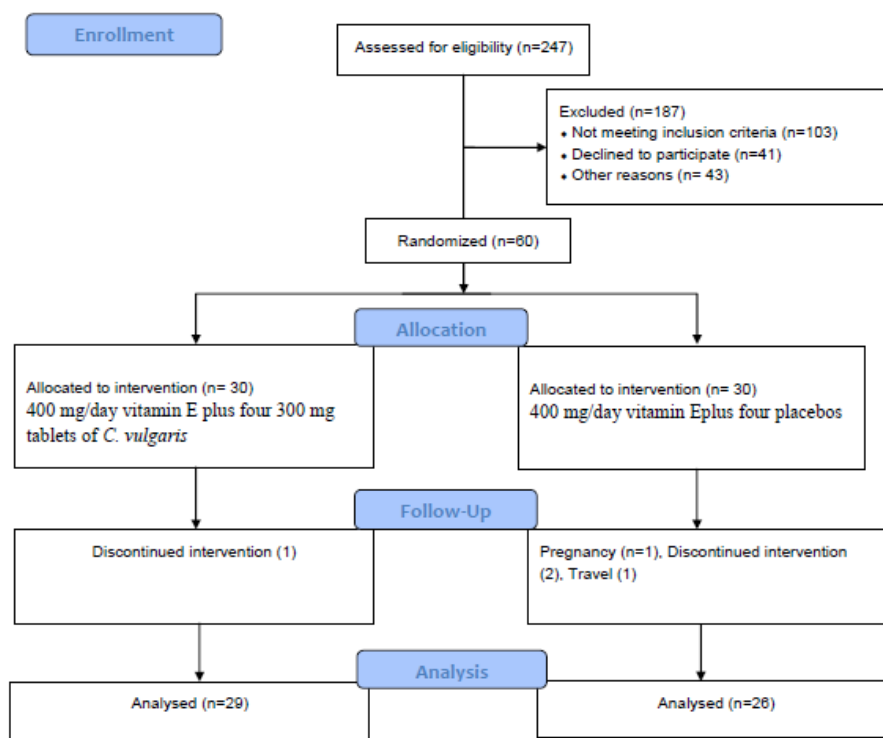 Enrollment
Assessed for eligibility (n=247)
Excluded (n=187)
⬥ Not meeting inclusion criteria (n=103)
⬥ Declined to participate (n=41)
⬥ Other reasons (n= 43)
Randomized (n=60)
Allocation
Allocated to intervention (n= 30)
400 mg/day vitamin E plus four 300 mg
tablets of C. vulgaris
Allocated to intervention (n= 30)
400 mg/day vitamin Eplus four placebos
Follow-Up
Discontinued intervention (1)
Pregnancy (n=1), Discontinued intervention
(2), Travel (1)
Analysis
Analysed (n=29)
Analysed (n=26)